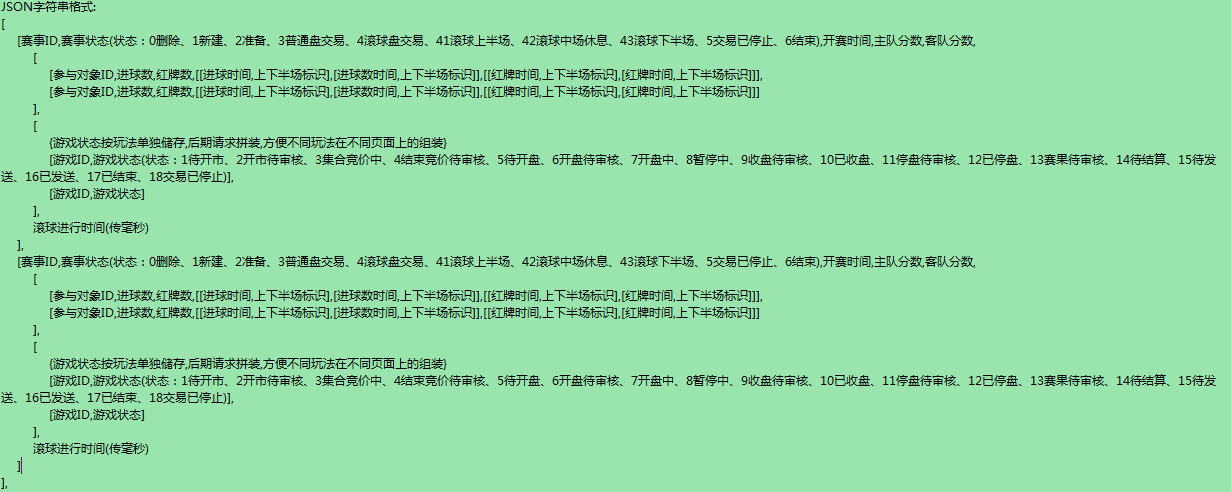 JSON字符串格式:
[
[赛事ID,赛事状态(状态：0删除、1新建、2准备、3普通盘交易、4滚球盘交易、41滚球上半场、42滚球中场休息、43滚球下半场、5交易已停止、6结束),开赛时间,主队分数,客队分数,
[
[参与对象ID,进球数,红牌数,[[进球时间,上下半场标识],[进球数时间,上下半场标识]],[[红牌时间,上下半场标识],[红牌时间,上下半场标识]]],
[参与对象ID,进球数,红牌数,[[进球时间,上下半场标识],[进球数时间,上下半场标识]],[[红牌时间,上下半场标识],[红牌时间,上下半场标识]]]
],
[
{游戏状态按玩法单独储存,后期请求拼装,方便不同玩法在不同页面上的组装}
[游戏ID,游戏状态(状态：1待开市、2开市待审核、3集合竞价中、4结束竞价待审核、5待开盘、6开盘待审核、7开盘中、8暂停中、9收盘待审核、10已收盘、11停盘待审核、12已停盘、13赛果待审核、14待结算、15待发
送、16已发送、17已结束、18交易已停止)],
[游戏ID,游戏状态]
],
滚球进行时间(传毫秒)
],
[赛事ID,赛事状态(状态：0删除、1新建、2准备、3普通盘交易、4滚球盘交易、41滚球上半场、42滚球中场休息、43滚球下半场、5交易已停止、6结束),开赛时间,主队分数,客队分数,
[
[参与对象ID,进球数,红牌数,[[进球时间,上下半场标识],[进球数时间,上下半场标识]],[[红牌时间,上下半场标识],[红牌时间,上下半场标识]]],
[参与对象ID,进球数,红牌数,[[进球时间,上下半场标识],[进球数时间,上下半场标识]],[[红牌时间,上下半场标识],[红牌时间,上下半场标识]]]
],
[
{游戏状态按玩法单独储存,后期请求拼装,方便不同玩法在不同页面上的组装}
[游戏ID,游戏状态(状态：1待开市、2开市待审核、3集合竞价中、4结束竞价待审核、5待开盘、6开盘待审核、7开盘中、8暂停中、9收盘待审核、10已收盘、11停盘待审核、12已停盘、13赛果待审核、14待结算、15待发
送、16已发送、17已结束、18交易已停止)],
[游戏ID,游戏状态]
],
滚球进行时间(传毫秒)
]
],